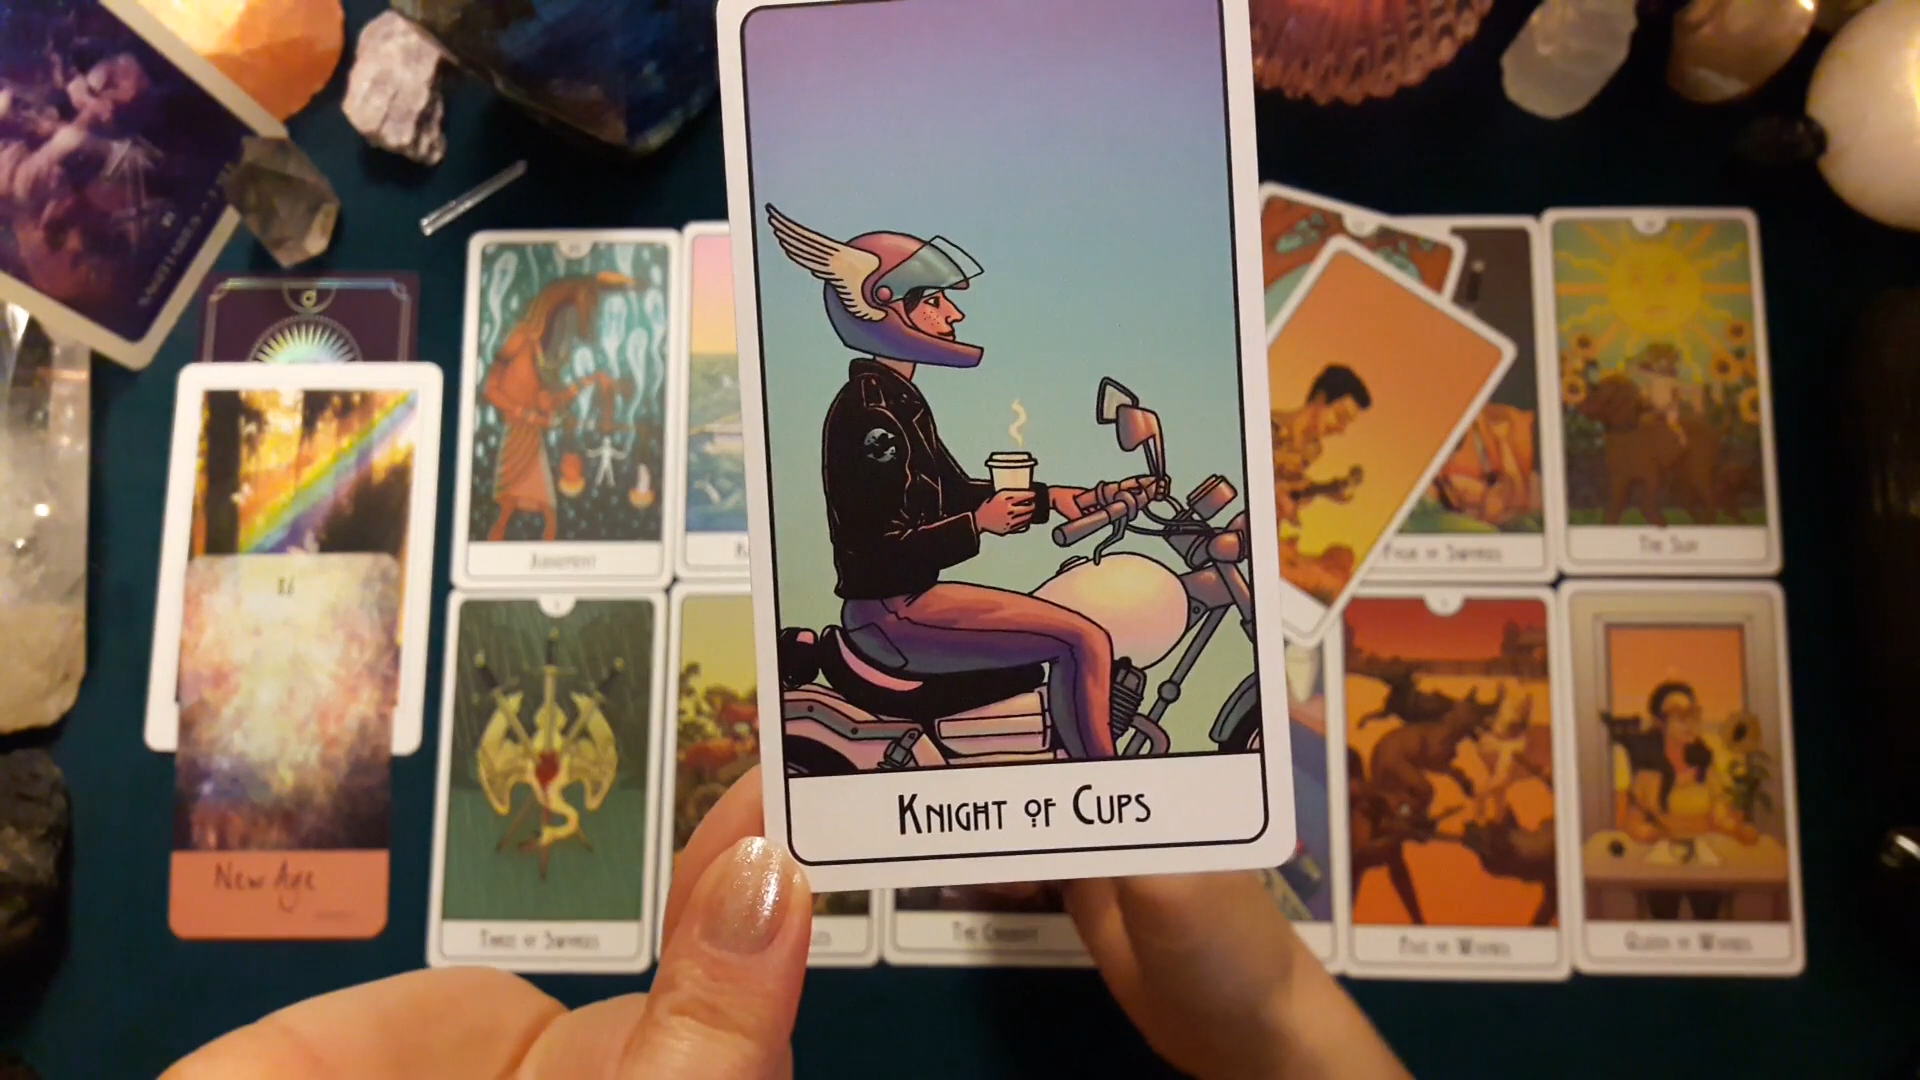 Knight of Cups
Judgement
Four of Swords
The Sun
New Age
Three of Swords
The Chariot
Five of Wands
Queen of Wands